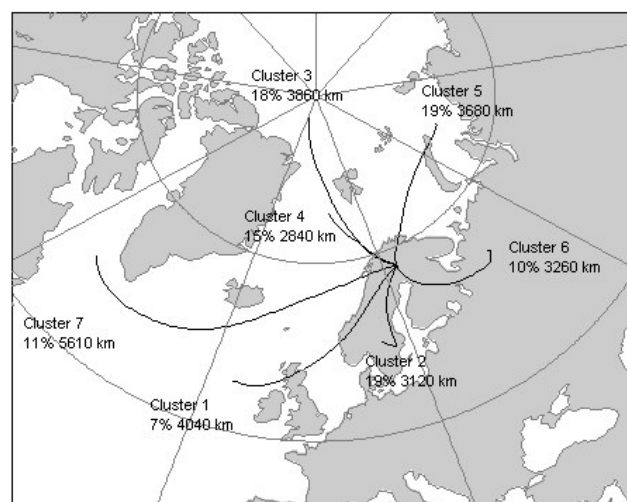 Cluster 3
18% 3860 km
Cluster 5
19% 3680 km
Cluster 4
15% 2840 km
Cluster 6
10% 3260 km
Cluster 7
11% 5610 km
Cluster 2
19% 3120 km
Cluster 1
7% 4040 km